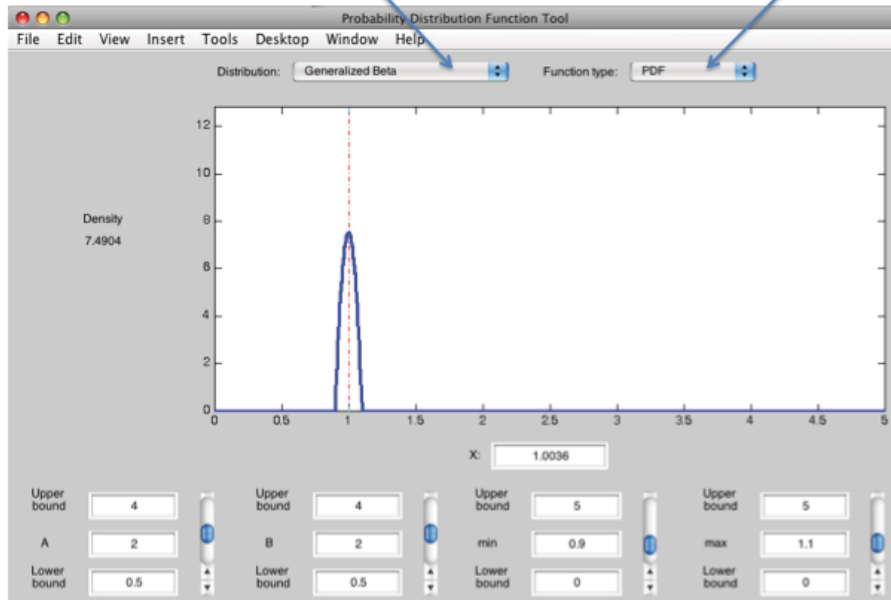 Probability Distribution Function Tool
File Edit View Insert Tools Desktop Window Help
Distribution: Generalized Beta Function type: PDF
12
10
Density
7.4904
8
6
4
2
0
0 0.5 1 1.5 2 2.5 3 3.5 4 4.5 5
X: 1.0036
Upper bound 4 Upper bound 4 Upper bound 5 Upper bound 5
A 2 B 2 min 0.9 max 1.1
Lower bound 0.5 Lower bound 0.5 Lower bound 0 Lower bound 0